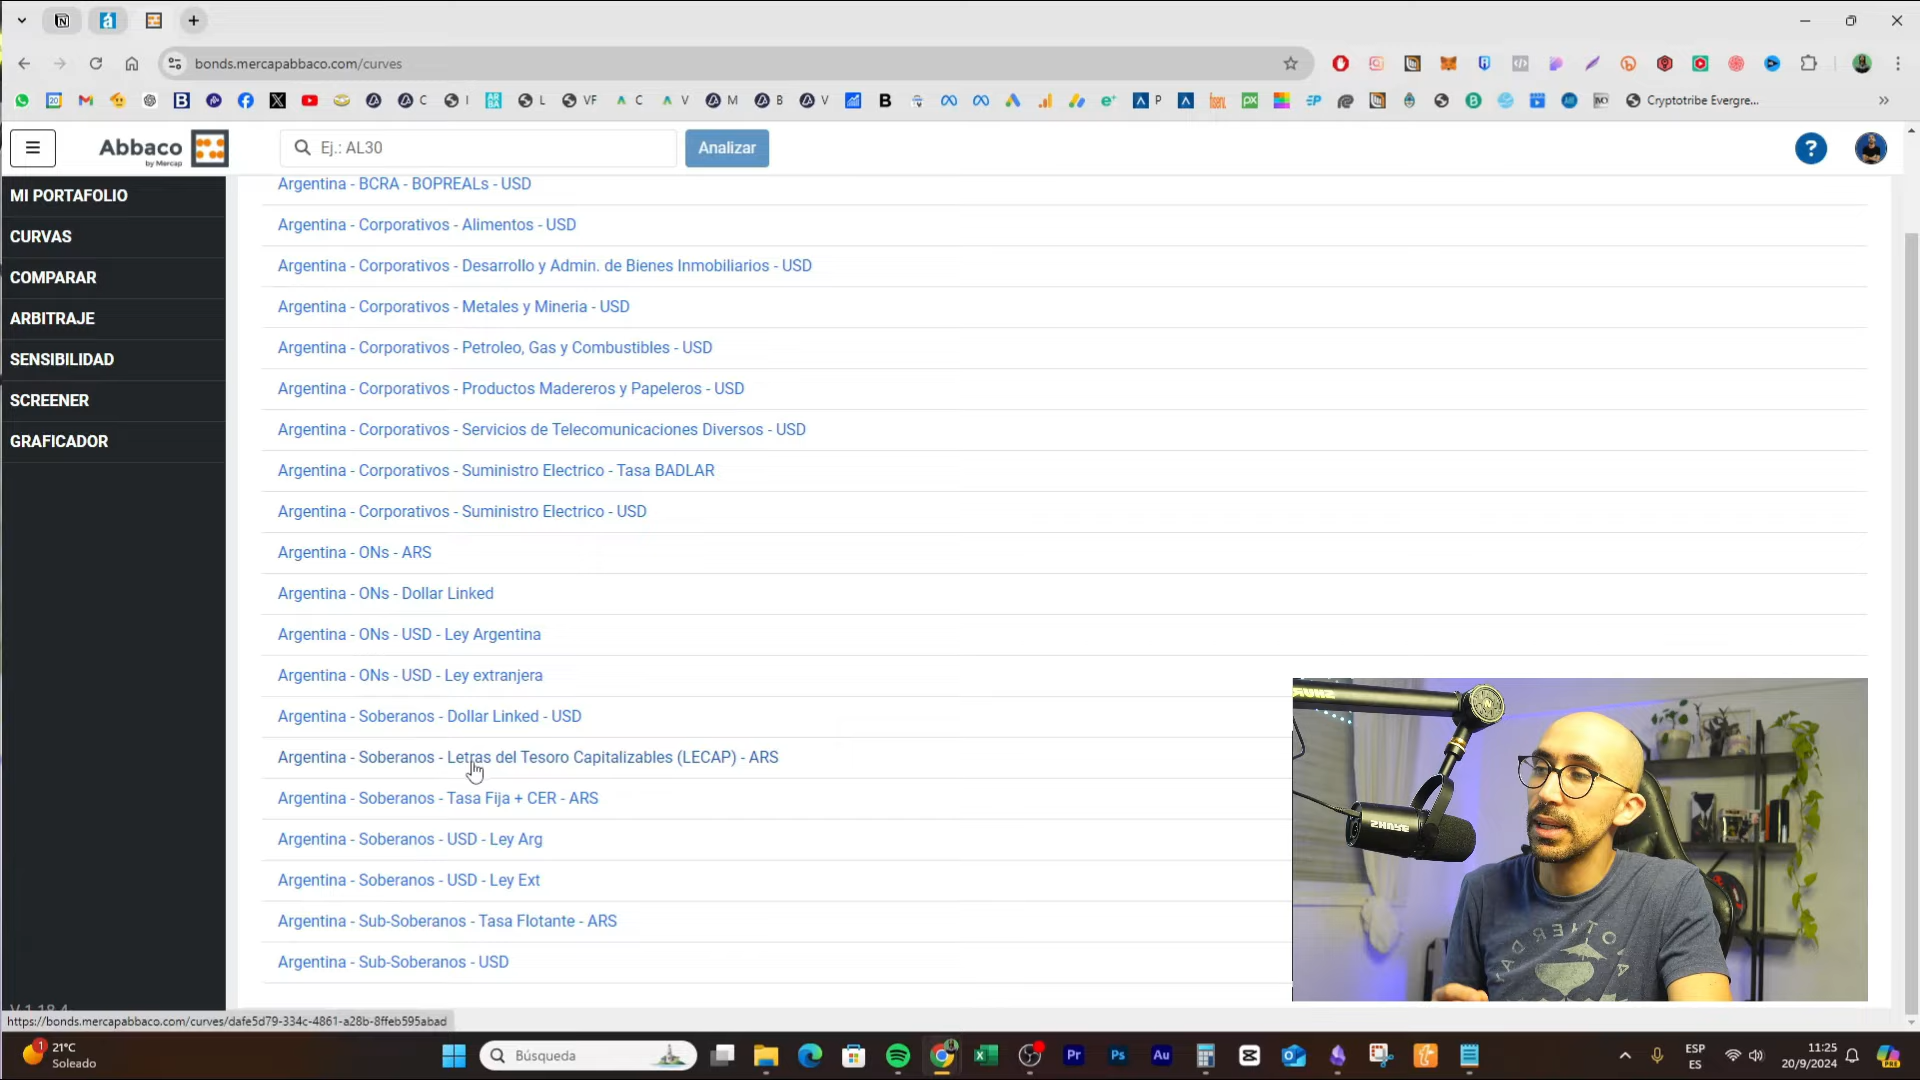 bonds.mercapabbaco.com/curves
C
I
L
VF
C
V
M
B
V
P
Cryptotribe Evergre...
Abbaco
by Mercap
Ej.: AL30
Analizar
?
MI PORTAFOLIO
CURVAS
COMPARAR
ARBITRAJE
SENSIBILIDAD
SCREENER
GRAFICADOR
Argentina - BCRA - BOPREALs - USD
Argentina - Corporativos - Alimentos - USD
Argentina - Corporativos - Desarrollo y Admin. de Bienes Inmobiliarios - USD
Argentina - Corporativos - Metales y Mineria - USD
Argentina - Corporativos - Petroleo, Gas y Combustibles - USD
Argentina - Corporativos - Productos Madereros y Papeleros - USD
Argentina - Corporativos - Servicios de Telecomunicaciones Diversos - USD
Argentina - Corporativos - Suministro Electrico - Tasa BADLAR
Argentina - Corporativos - Suministro Electrico - USD
Argentina - ONs - ARS
Argentina - ONs - Dollar Linked
Argentina - ONs - USD - Ley Argentina
Argentina - ONs - USD - Ley extranjera
Argentina - Soberanos - Dollar Linked - USD
Argentina - Soberanos - Letras del Tesoro Capitalizables (LECAP) - ARS
Argentina - Soberanos - Tasa Fija + CER - ARS
Argentina - Soberanos - USD - Ley Arg
Argentina - Soberanos - USD - Ley Ext
Argentina - Sub-Soberanos - Tasa Flotante - ARS
Argentina - Sub-Soberanos - USD
https://bonds.mercapabbaco.com/curves/dafe5d79-334c-4861-a28b-8ffeb595abad
SHURE
SHURE
1
21°C
Soleado
Búsqueda
Pr
Ps
Au
ESP
ES
11:25
20/9/2024